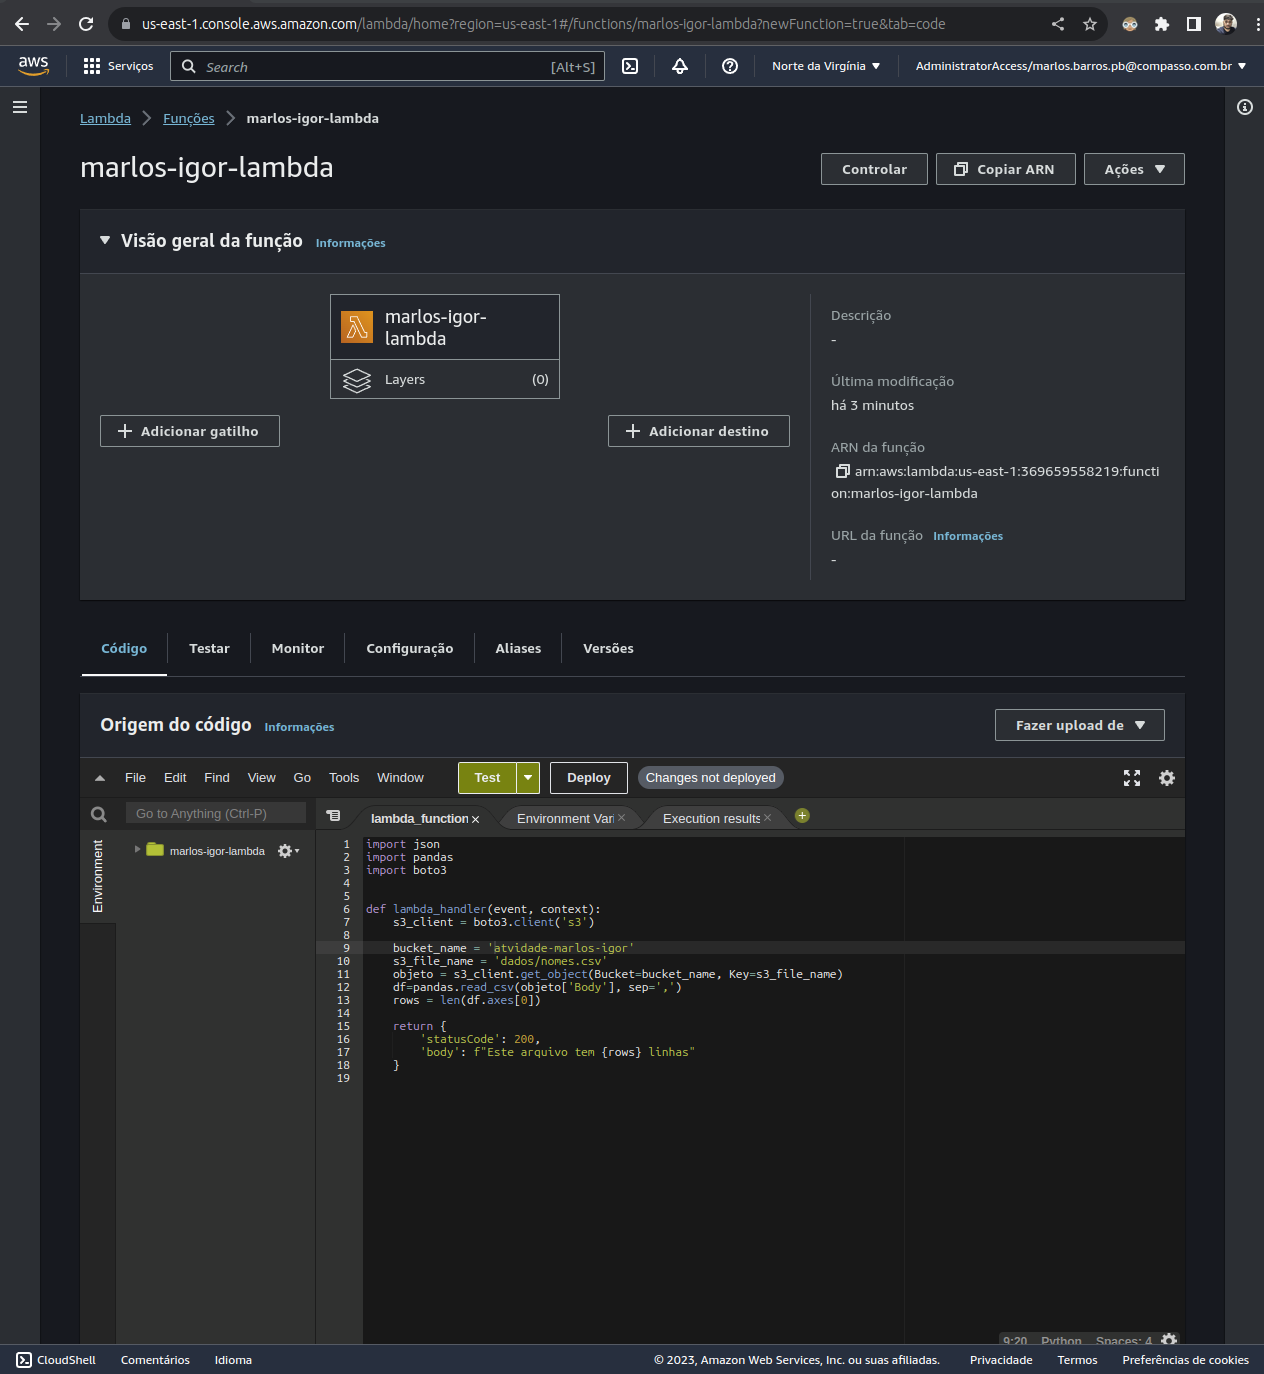 us-east-1.console.aws.amazon.com/lambda/home?region=us-east-1#/functions/marlos-igor-lambda?newFunction=true&tab=code
aws Serviços Search [Alt+S] Norte da Virgínia AdministratorAccess/marlos.barros.pb@compasso.com.br
Lambda Funções marlos-igor-lambda
marlos-igor-lambda
Controlar Copiar ARN Ações
Visão geral da função Informações
marlos-igor-
lambda
Layers (0)
Adicionar gatilho
Adicionar destino
Descrição
-
Última modificação
há 3 minutos
ARN da função
arn:aws:lambda:us-east-1:369659558219:functi
on:marlos-igor-lambda
URL da função Informações
-
Código Testar Monitor Configuração Aliases Versões
Origem do código Informações
Fazer upload de
File Edit Find View Go Tools Window Test Deploy Changes not deployed
Go to Anything (Ctrl-P)
lambda_function Environment Vari Execution results
Environment
marlos-igor-lambda
1 import json
2 import pandas
3 import boto3
4
5
6 def lambda_handler(event, context):
7 s3_client = boto3.client('s3')
8
9 bucket_name = 'atvidade-marlos-igor'
10 s3_file_name = 'dados/nomes.csv'
11 objeto = s3_client.get_object(Bucket=bucket_name, Key=s3_file_name)
12 df=pandas.read_csv(objeto['Body'], sep=',')
13 rows = len(df.axes[0])
14
15 return {
16 'statusCode': 200,
17 'body': f"Este arquivo tem {rows} linhas"
18 }
19
9:20 Python Spaces: 4
CloudShell Comentários Idioma
© 2023, Amazon Web Services, Inc. ou suas afiliadas. Privacidade Termos Preferências de cookies